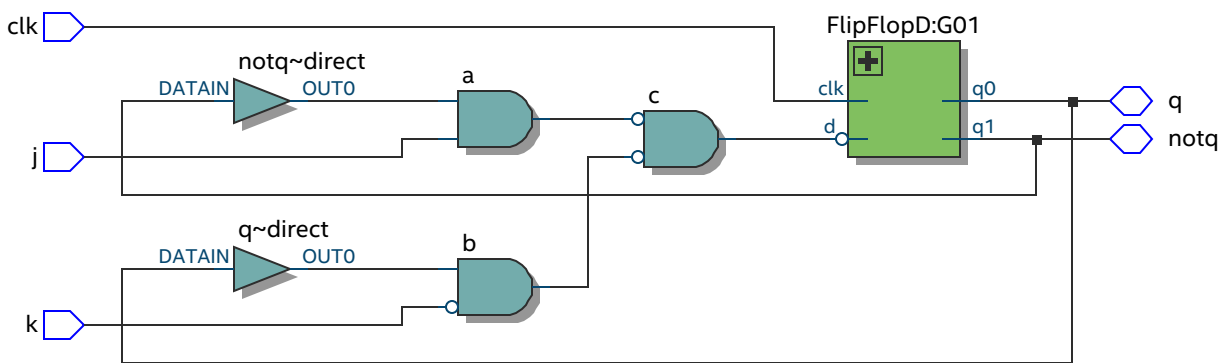 clk
FlipFlopD:G01
notq~direct
a
DATAIN
OUT0
c
clk
q0
q
j
d
q1
notq
q~direct
b
DATAIN
OUT0
k